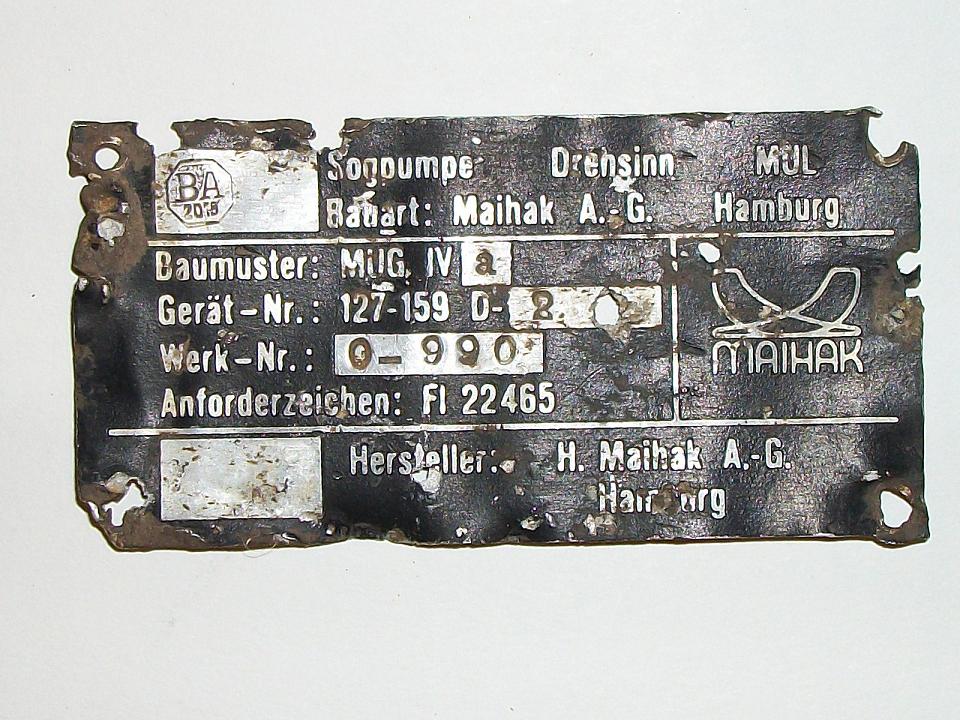 BA
Sogpumpe Drehsinn MUL
Bauart: Maihak A.-G. Hamburg
Baumuster: MUG. IV a
Gerät-Nr.: 127-159 D-2
Werk-Nr.: 0-990
Anforderzeichen: Fl 22465
MAIHAK
Hersteller: H. Maihak A.-G.
Hamburg